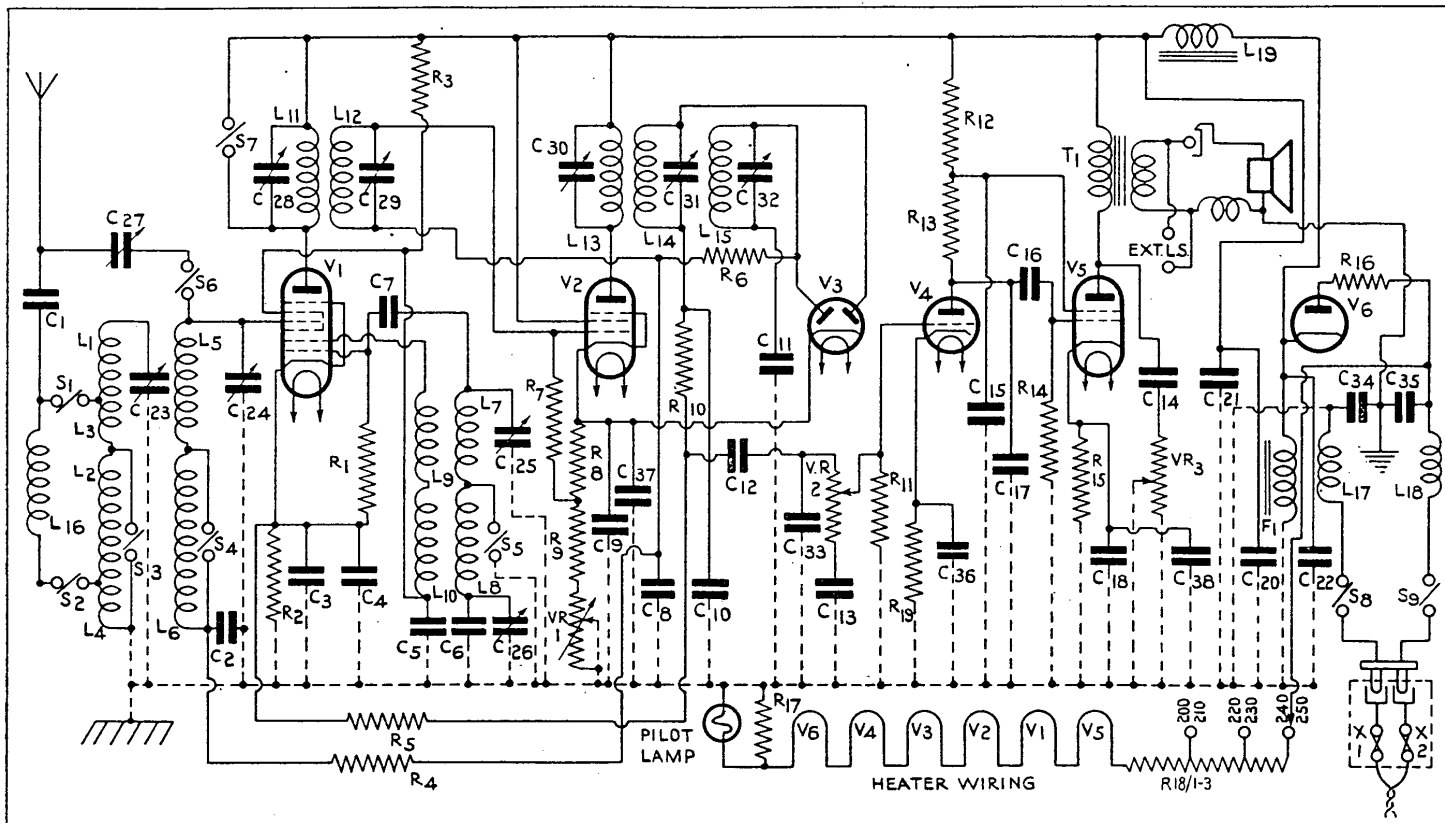 L19
R3
R12
L11
L12
S7
C30
T1
C28
C29
C31
C32
R13
C27
L13
L14
L15
EXT.L.S.
R6
R16
C16
V5
V6
S6
V1
C7
V2
V3
V4
C1
L1
L5
C11
C15
C14
C21
C34
C35
S1
C23
C24
R10
R14
L3
L7
R7
L2
C25
R8
VR2
R11
R15
VR3
L17
L18
R1
L9
C37
C12
C17
F1
L16
S3
S4
S5
R9
C9
C33
C36
C18
C38
C20
C22
S8
S9
S2
L4
L6
C2
R2
C3
C4
L10
L8
C5
C6
C26
VR1
C8
C10
C13
R19
R17
200
210
220
230
240
250
R5
PILOT
LAMP
V6 V4 V3 V2 V1 V5
X1
X2
R4
HEATER WIRING
R18/1-3